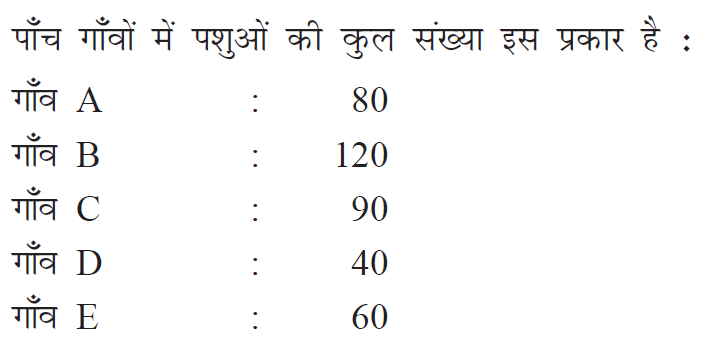 पाँच गाँवों में पशुओं की कुल संख्या इस प्रकार है :
गाँव A : 80
गाँव B : 120
गाँव C : 90
गाँव D : 40
गाँव E : 60